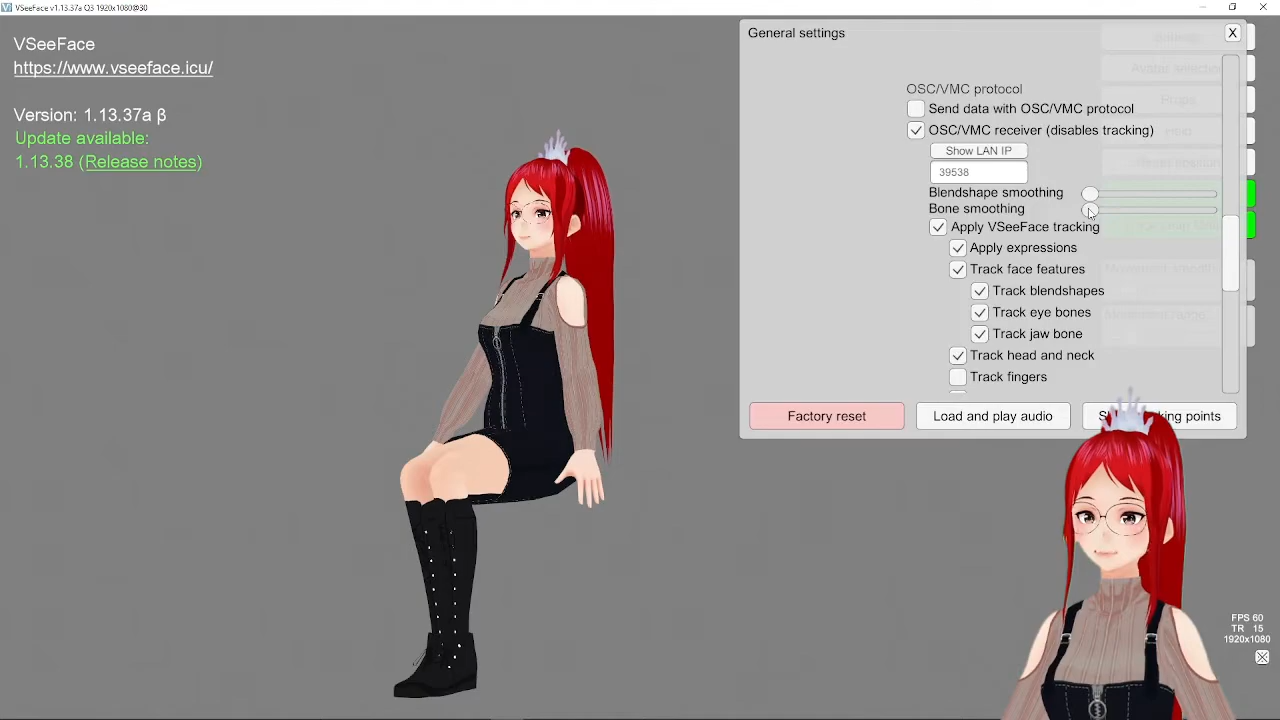 VSeeFace v1.13.37a Q3 1920x1080@30
VSeeFace
https://www.vseeface.icu/
Version: 1.13.37a β
Update available:
1.13.38 (Release notes)
General settings
X
OSC/VMC protocol
Send data with OSC/VMC protocol
OSC/VMC receiver (disables tracking)
Show LAN IP
39538
Blendshape smoothing
Bone smoothing
Apply VSeeFace tracking
Apply expressions
Track face features
Track blendshapes
Track eye bones
Track jaw bone
Track head and neck
Track fingers
Factory reset
Load and play audio
points
Avatar selection
Props
Movement
FPS 60
TR 15
1920x1080